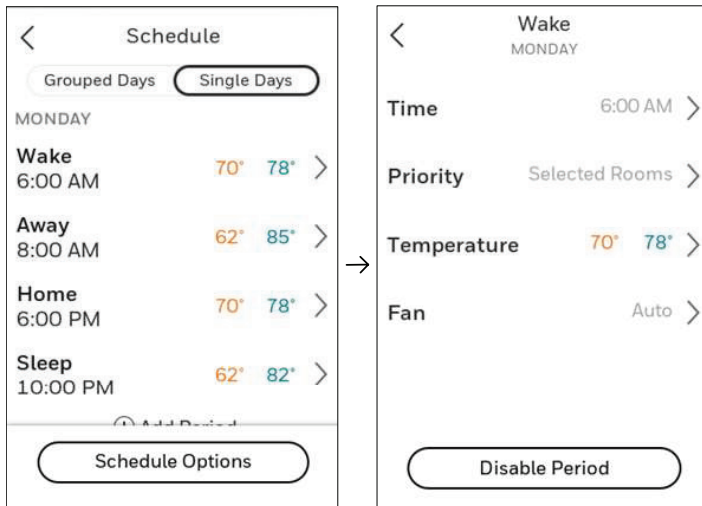 Schedule
Grouped Days Single Days
MONDAY
Wake
6:00 AM
70° 78°
Away
8:00 AM
62° 85°
Home
6:00 PM
70° 78°
Sleep
10:00 PM
62° 82°
Add Period
Schedule Options
Wake
MONDAY
Time 6:00 AM
Priority Selected Rooms
Temperature 70° 78°
Fan Auto
Disable Period